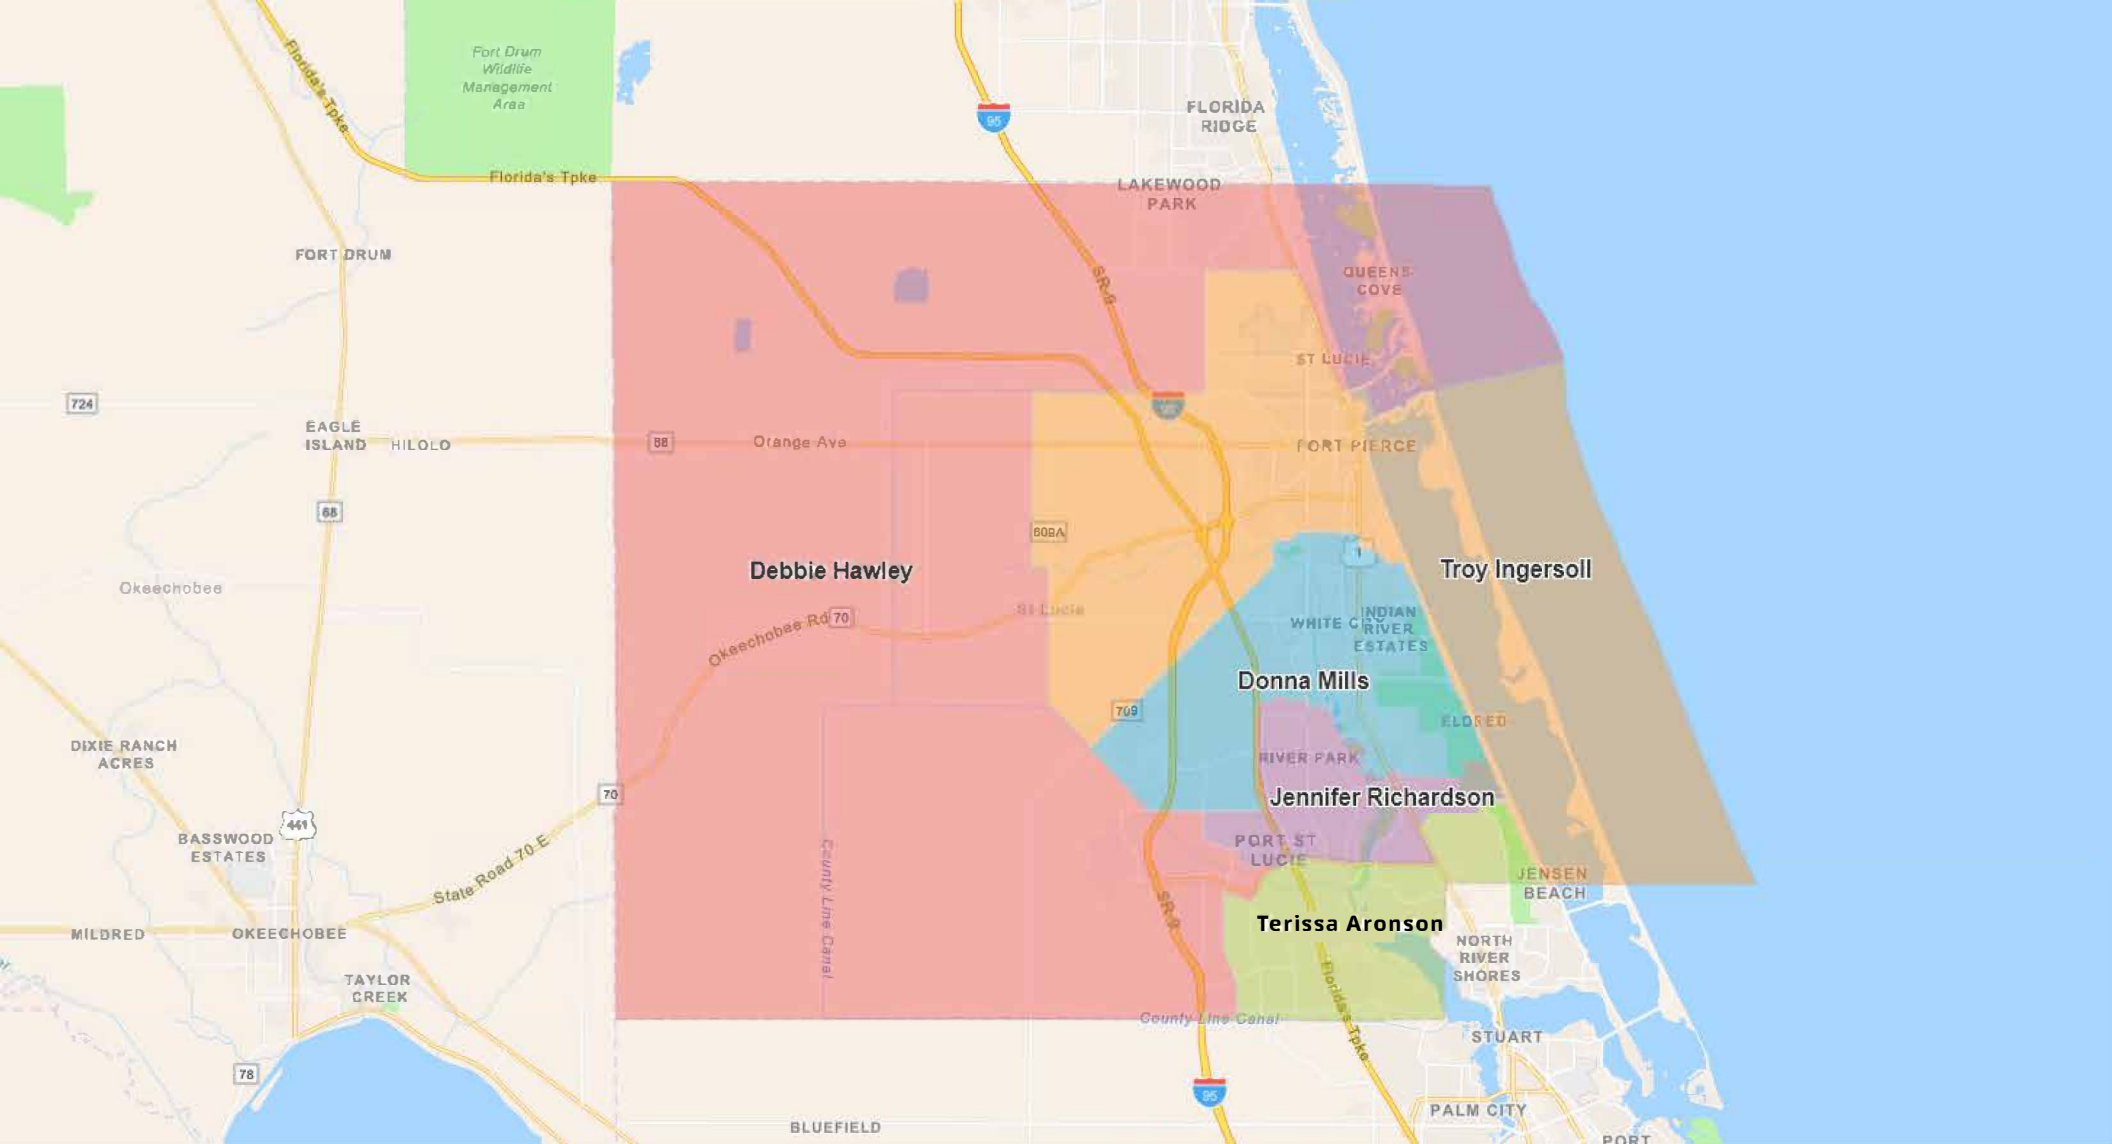 Fort Drum
Wildlife
Management
Area
Florida's Tpke
95
FLORIDA
RIDGE
Florida's Tpke
LAKEWOOD
PARK
FORT DRUM
QUEENS
COVE
SR-9
ST LUCIE
724
95
EAGLE
ISLAND
HILOLO
68
Orange Ave
FORT PIERCE
68
608A
1
Debbie Hawley
Troy Ingersoll
Okeechobee
St Lucie
Okeechobee Rd
70
WHITE CITY
INDIAN
RIVER
ESTATES
Donna Mills
709
ELDRED
DIXIE RANCH
ACRES
RIVER PARK
70
Jennifer Richardson
441
BASSWOOD
ESTATES
PORT ST
LUCIE
State Road 70 E
County Line Canal
JENSEN
BEACH
SR-9
Terissa Aronson
MILDRED
OKEECHOBEE
NORTH
RIVER
SHORES
TAYLOR
CREEK
Florida's Tpke
County Line Canal
STUART
78
95
PALM CITY
BLUEFIELD
PORT